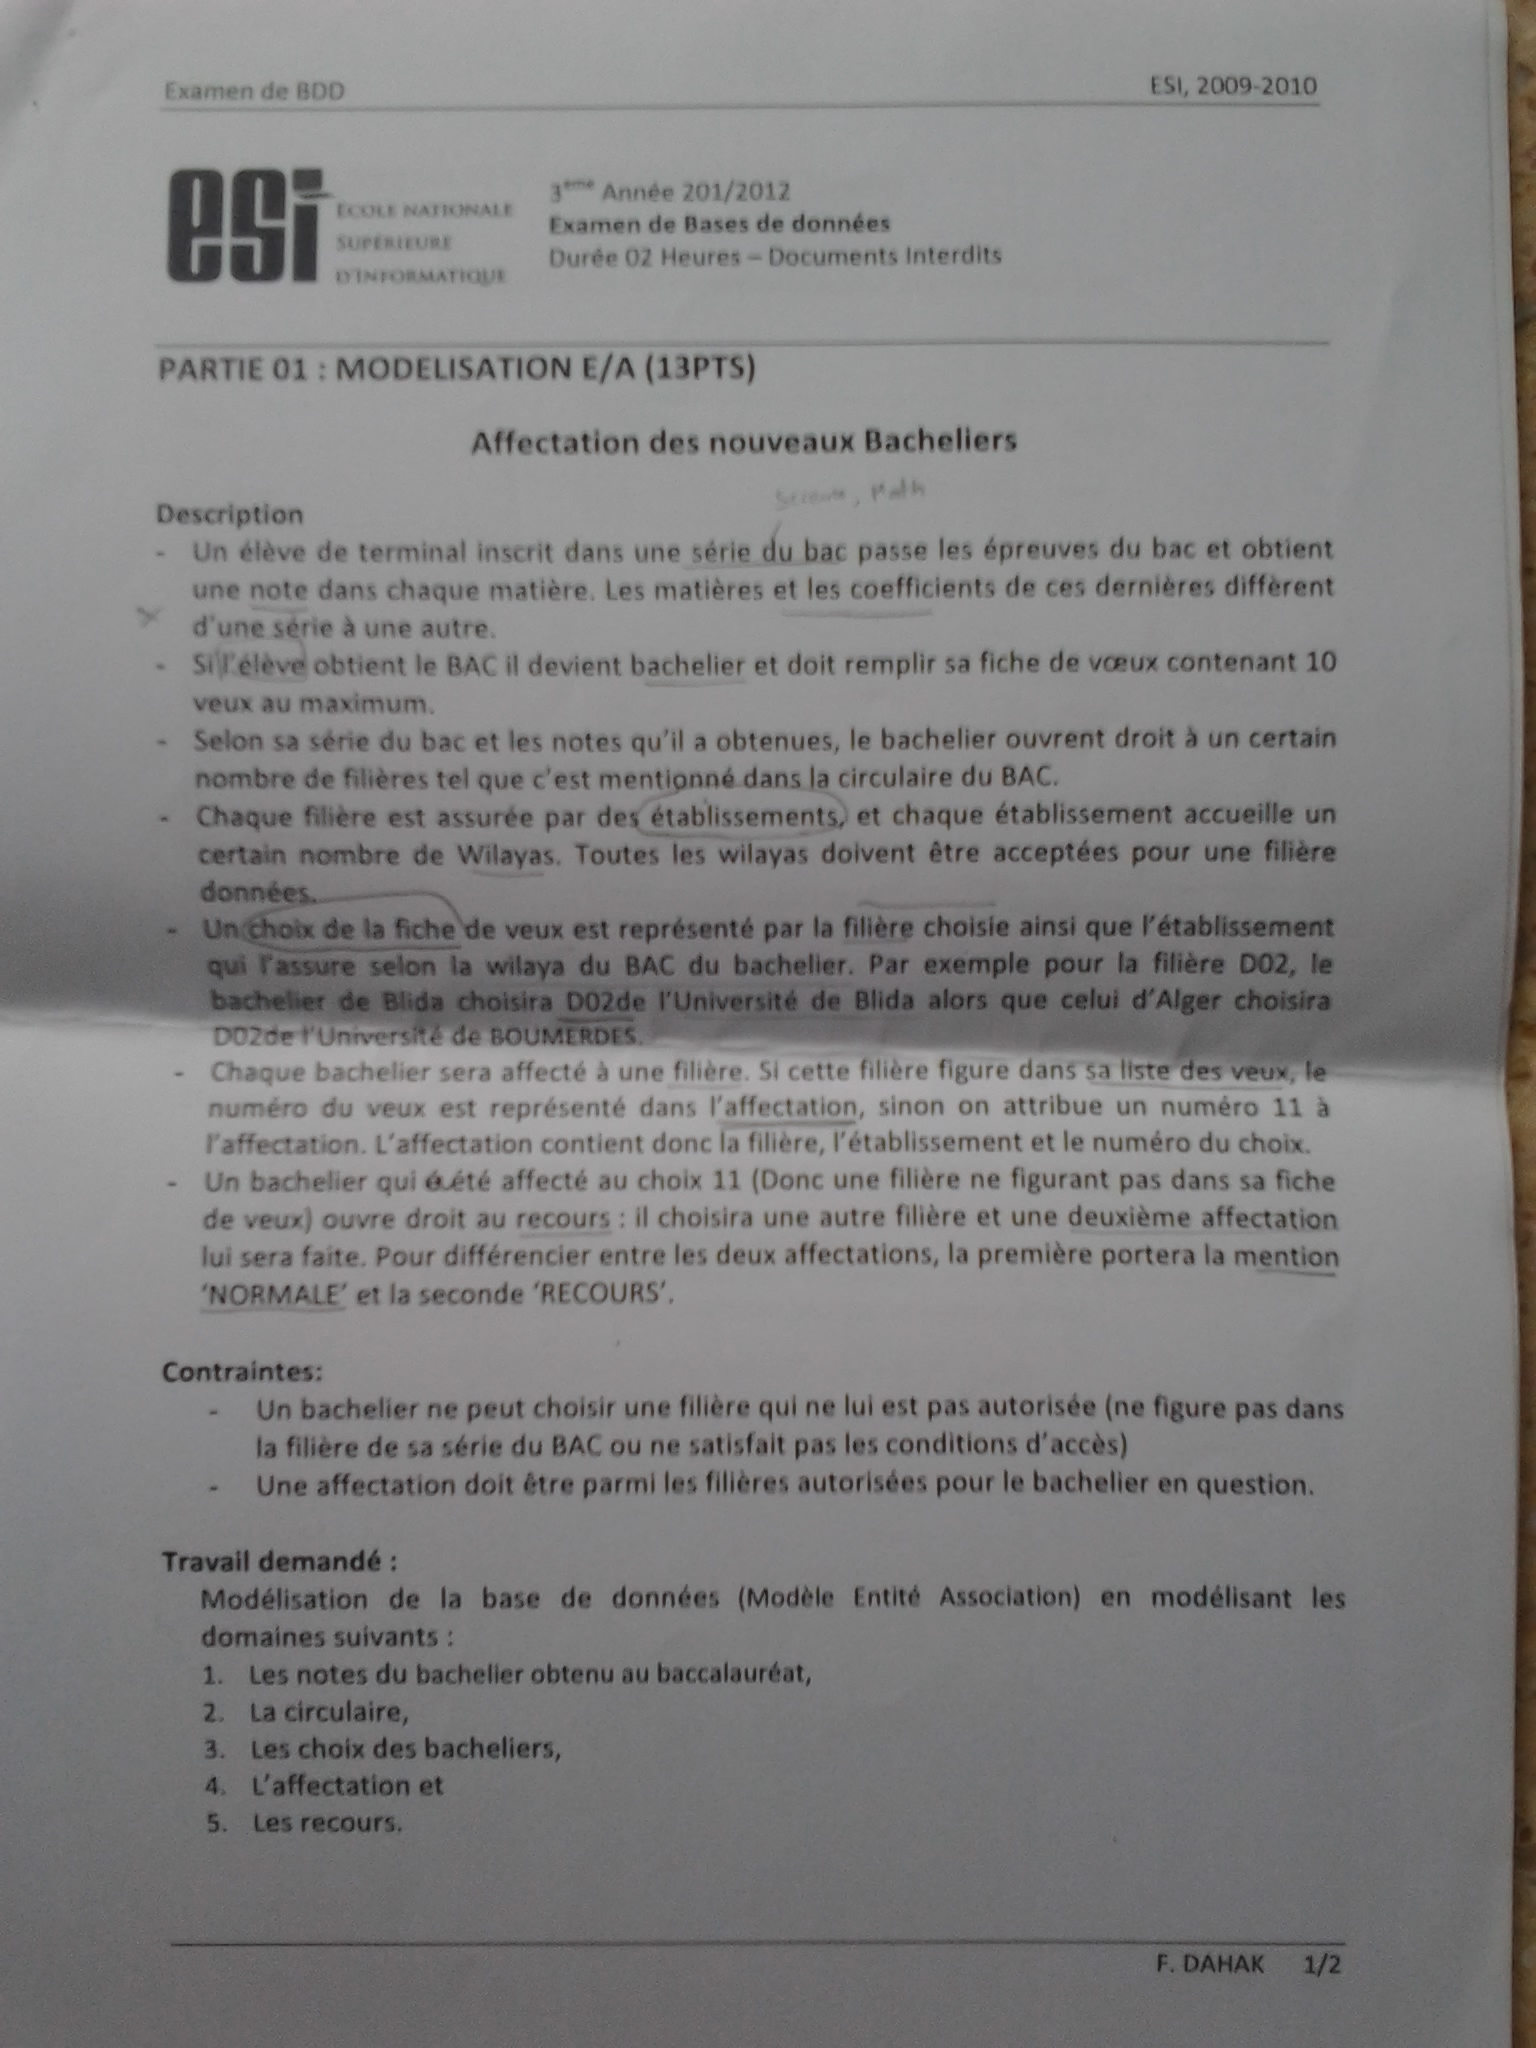 Examen de BDD
ESI, 2009-2010
esi
ECOLE NATIONALE
SUPÉRIEURE
D'INFORMATIQUE
3ème Année 201/2012
Examen de Bases de données
Durée 02 Heures – Documents Interdits
PARTIE 01 : MODELISATION E/A (13PTS)
Affectation des nouveaux Bacheliers
, Math
Description
- Un élève de terminal inscrit dans une série du bac passe les épreuves du bac et obtient
une note dans chaque matière. Les matières et les coefficients de ces dernières diffèrent
d'une série à une autre.
- Si l'élève obtient le BAC il devient bachelier et doit remplir sa fiche de vœux contenant 10
veux au maximum.
- Selon sa série du bac et les notes qu'il a obtenues, le bachelier ouvrent droit à un certain
nombre de filières tel que c'est mentionné dans la circulaire du BAC.
- Chaque filière est assurée par des établissements, et chaque établissement accueille un
certain nombre de Wilayas. Toutes les wilayas doivent être acceptées pour une filière
données.
- Un choix de la fiche de veux est représenté par la filière choisie ainsi que l'établissement
qui l'assure selon la wilaya du BAC du bachelier. Par exemple pour la filière D02, le
bachelier de Blida choisira D02de l'Université de Blida alors que celui d'Alger choisira
D02de l'Université de BOUMERDES.
- Chaque bachelier sera affecté à une filière. Si cette filière figure dans sa liste des veux, le
numéro du veux est représenté dans l'affectation, sinon on attribue un numéro 11 à
l'affectation. L'affectation contient donc la filière, l'établissement et le numéro du choix.
- Un bachelier qui a été affecté au choix 11 (Donc une filière ne figurant pas dans sa fiche
de veux) ouvre droit au recours : il choisira une autre filière et une deuxième affectation
lui sera faite. Pour différencier entre les deux affectations, la première portera la mention
'NORMALE' et la seconde 'RECOURS'.
Contraintes:
- Un bachelier ne peut choisir une filière qui ne lui est pas autorisée (ne figure pas dans
la filière de sa série du BAC ou ne satisfait pas les conditions d'accès)
- Une affectation doit être parmi les filières autorisées pour le bachelier en question.
Travail demandé :
Modélisation de la base de données (Modèle Entité Association) en modélisant les
domaines suivants :
1. Les notes du bachelier obtenu au baccalauréat,
2. La circulaire,
3. Les choix des bacheliers,
4. L'affectation et
5. Les recours.
F. DAHAK 1/2